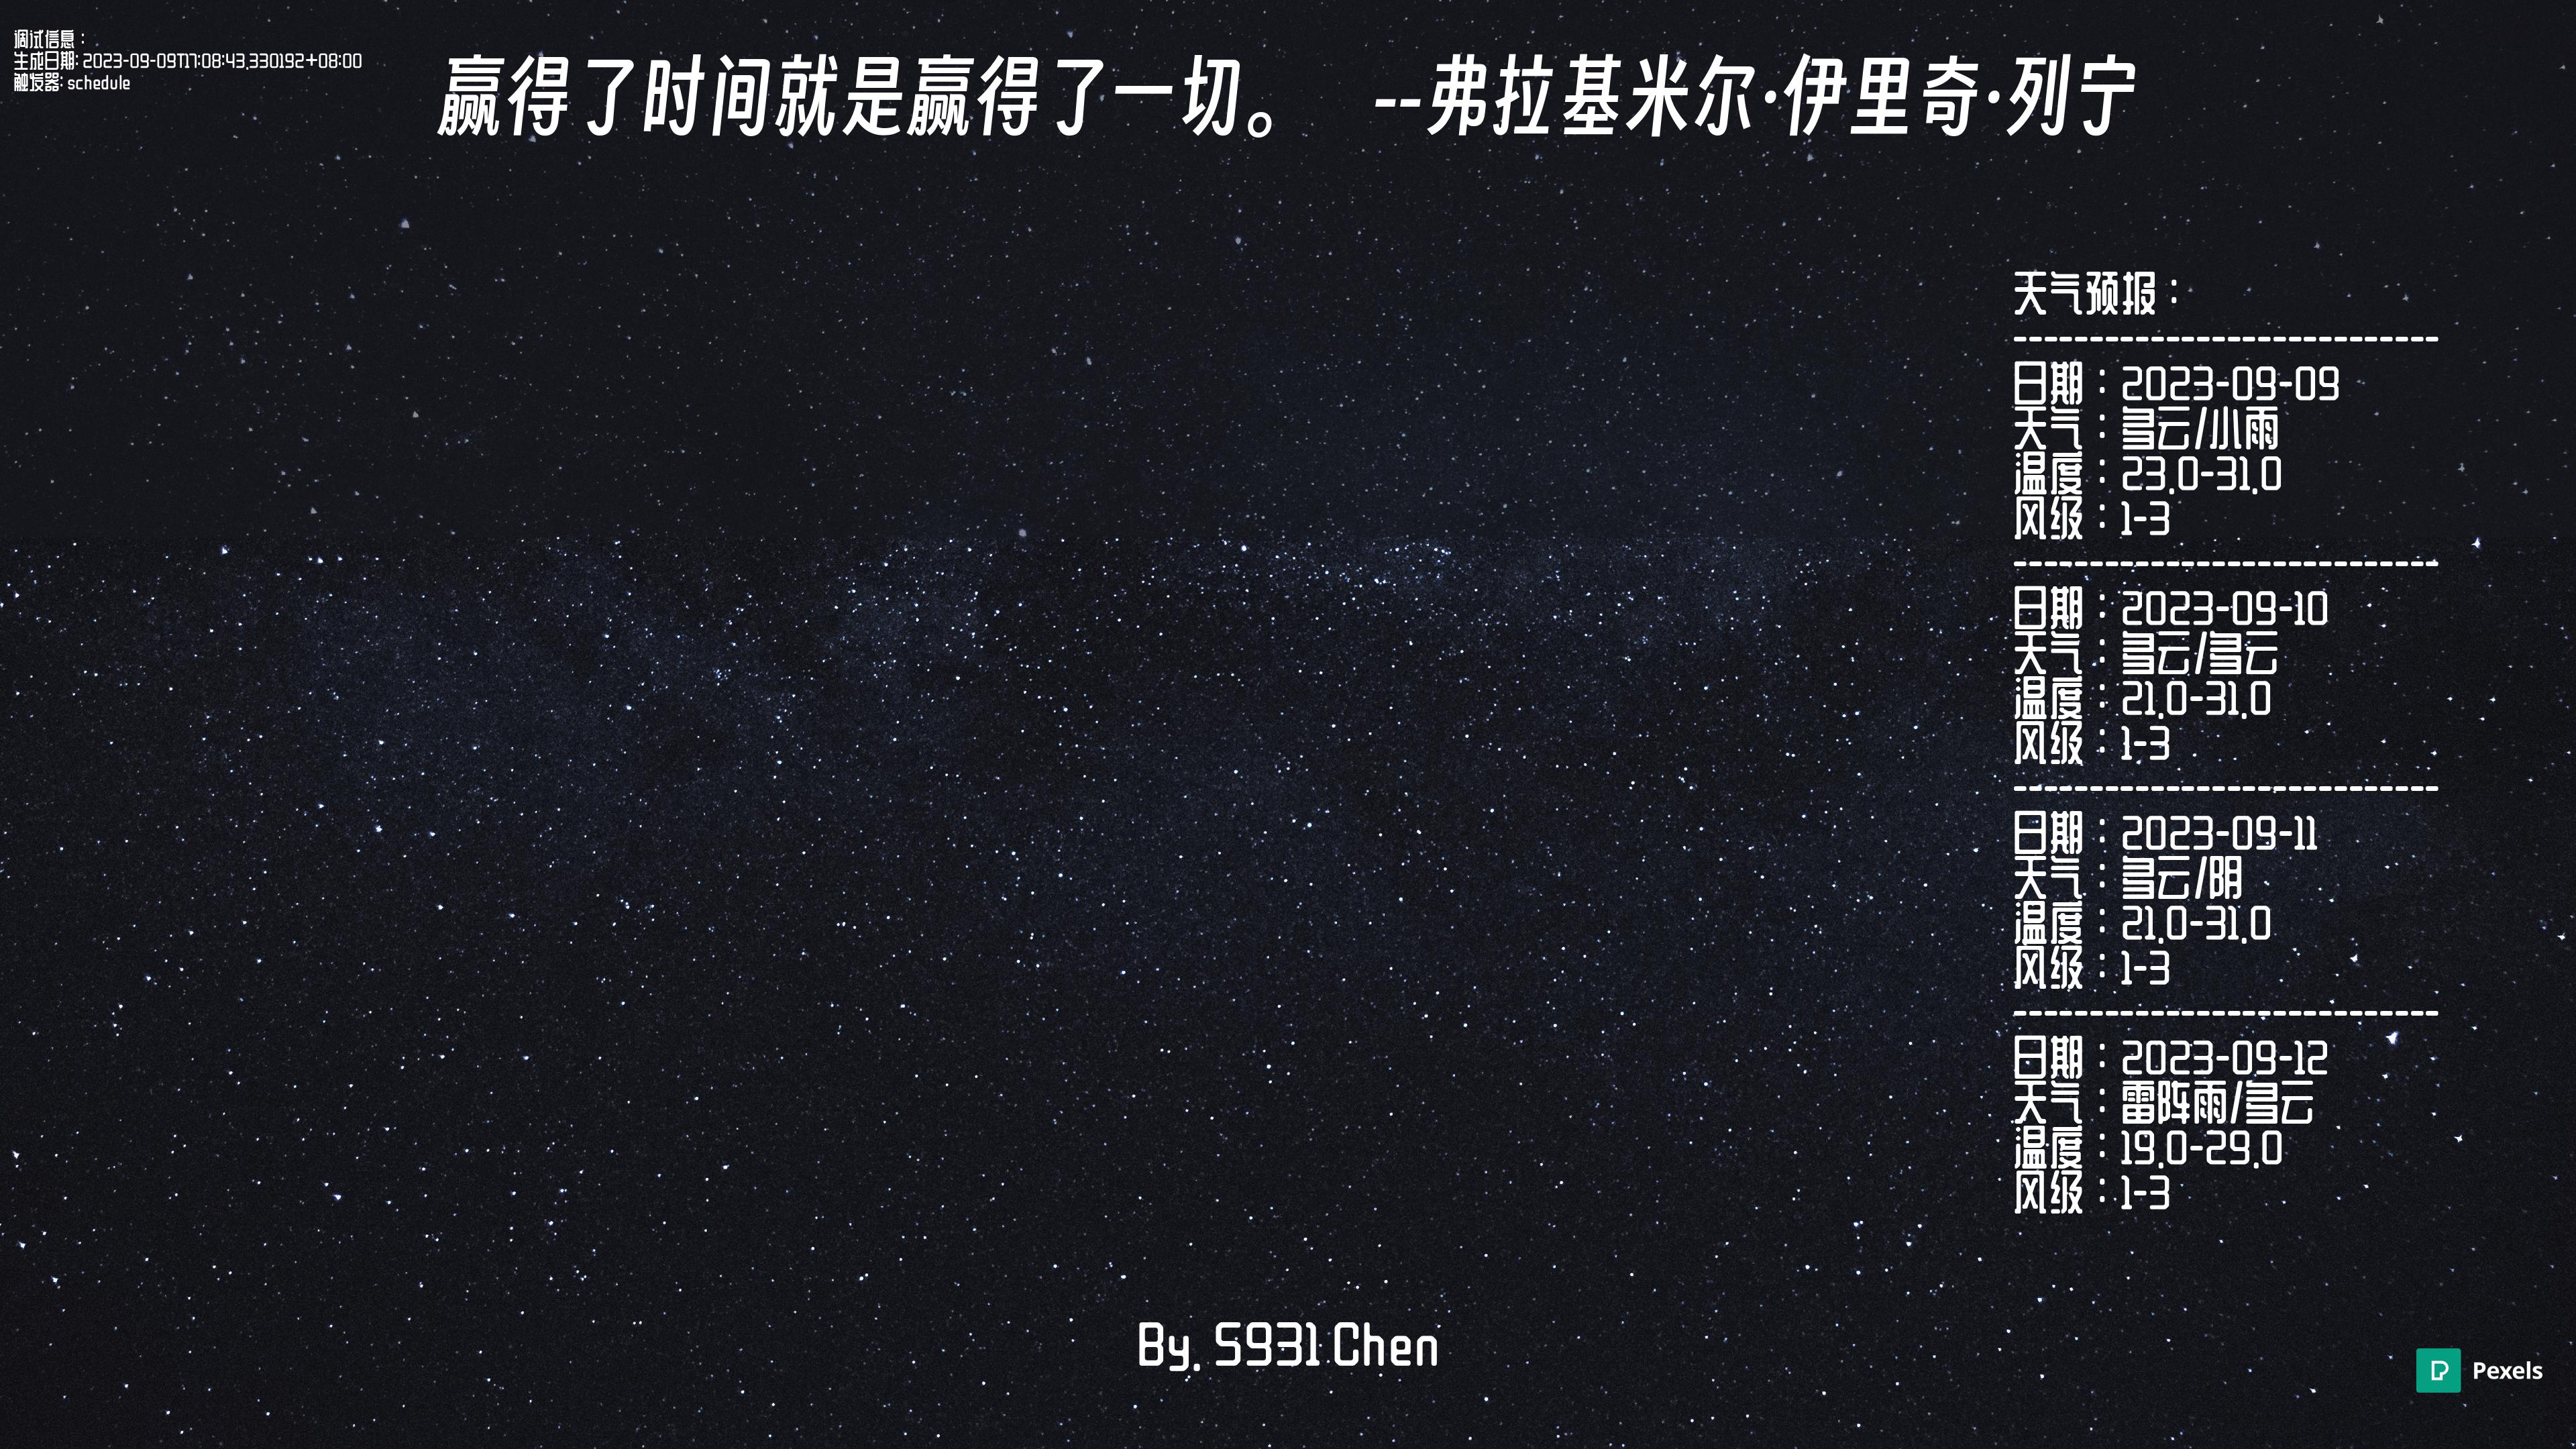 调试信息：
生成日期: 2023-09-09T17:08:43.330192+08:00
触发器: schedule
赢得了时间就是赢得了一切。 --弗拉基米尔·伊里奇·列宁
天气预报：
----------------------------
日期：2023-09-09
天气：多云/小雨
温度：23.0-31.0
风级：1-3
----------------------------
日期：2023-09-10
天气：多云/多云
温度：21.0-31.0
风级：1-3
----------------------------
日期：2023-09-11
天气：多云/阴
温度：21.0-31.0
风级：1-3
----------------------------
日期：2023-09-12
天气：雷阵雨/多云
温度：19.0-29.0
风级：1-3
By. S931 Chen
Pexels